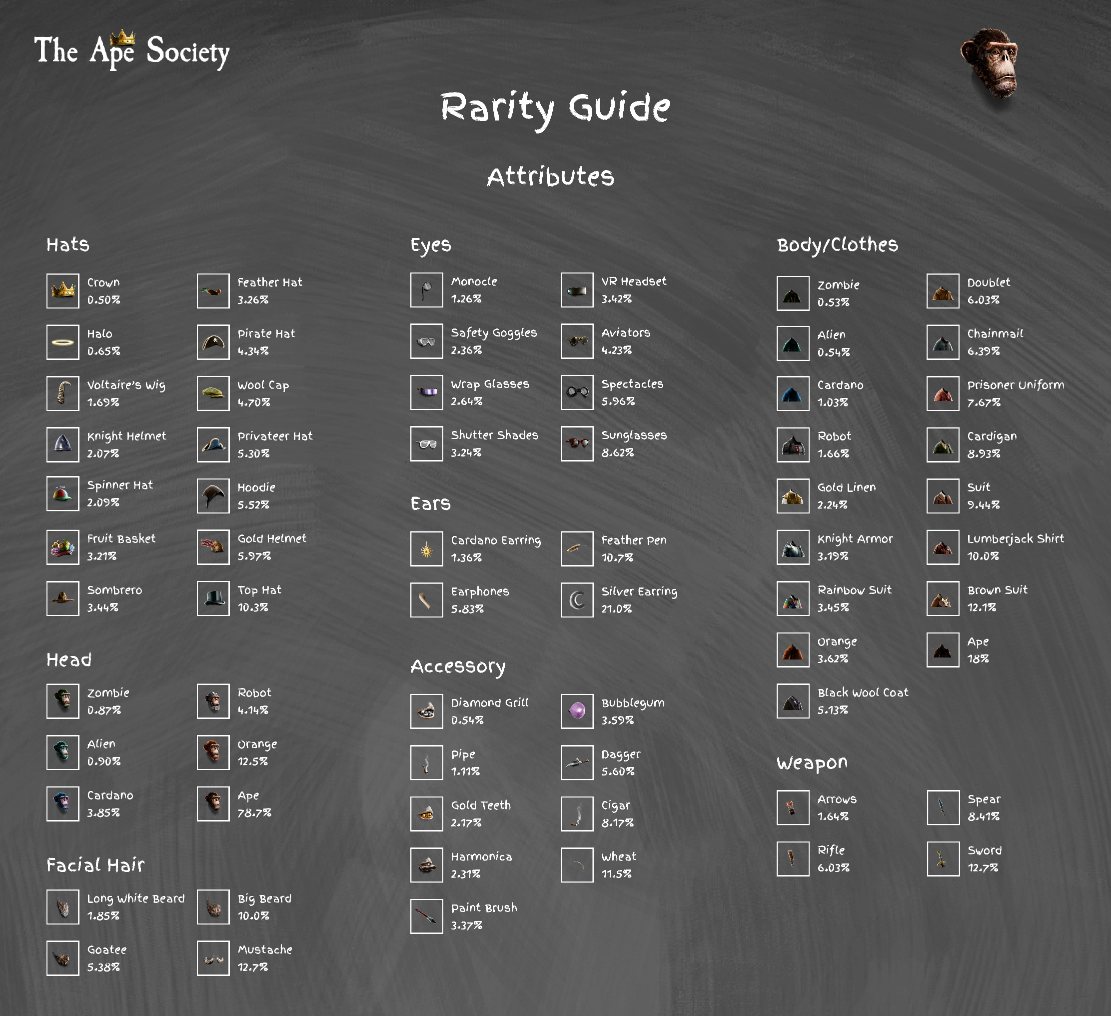 The Ape Society
Rarity Guide
Attributes
Hats
Crown
0.50%
Feather Hat
3.26%
Halo
0.65%
Pirate Hat
4.34%
Voltaire's Wig
1.69%
Wool Cap
4.70%
Knight Helmet
2.07%
Privateer Hat
5.30%
Spinner Hat
2.09%
Hoodie
5.52%
Fruit Basket
3.21%
Gold Helmet
5.97%
Sombrero
3.44%
Top Hat
10.3%
Head
Zombie
0.87%
Robot
4.14%
Alien
0.90%
Orange
12.5%
Cardano
3.85%
Ape
78.7%
Facial Hair
Long White Beard
1.85%
Big Beard
10.0%
Goatee
5.38%
Mustache
12.7%
Eyes
Monocle
1.26%
VR Headset
3.42%
Safety Goggles
2.36%
Aviators
4.23%
Wrap Glasses
2.64%
Spectacles
5.96%
Shutter Shades
3.24%
Sunglasses
8.62%
Ears
Cardano Earring
1.36%
Feather Pen
10.7%
Earphones
5.83%
Silver Earring
21.0%
Accessory
Diamond Grill
0.54%
Bubblegum
3.59%
Pipe
1.11%
Dagger
5.60%
Gold Teeth
2.17%
Cigar
8.17%
Harmonica
2.31%
Wheat
11.5%
Paint Brush
3.37%
Body/Clothes
Zombie
0.53%
Doublet
6.03%
Alien
0.54%
Chainmail
6.39%
Cardano
1.03%
Prisoner Uniform
7.67%
Robot
1.66%
Cardigan
8.93%
Gold Linen
2.24%
Suit
9.44%
Knight Armor
3.19%
Lumberjack Shirt
10.0%
Rainbow Suit
3.45%
Brown Suit
12.1%
Orange
3.62%
Ape
18%
Black Wool Coat
5.13%
Weapon
Arrows
1.64%
Spear
8.41%
Rifle
6.03%
Sword
12.7%